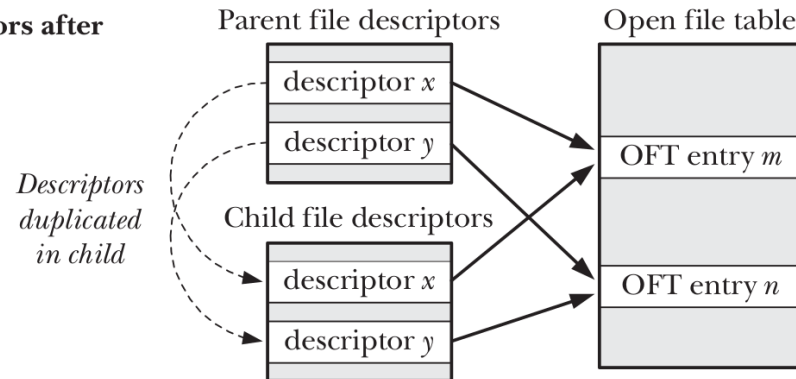 ors after
Parent file descriptors
Open file table
descriptor x
descriptor y
OFT entry m
Descriptors
duplicated
in child
Child file descriptors
descriptor x
OFT entry n
descriptor y